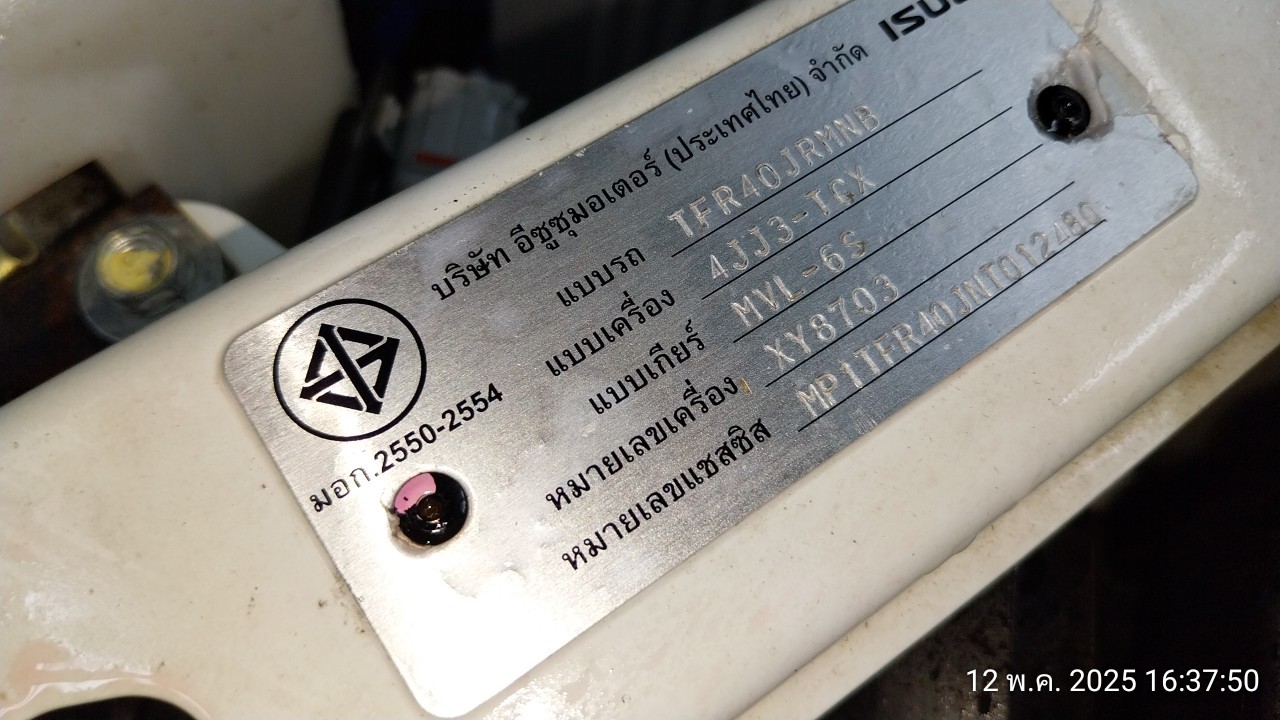 ISUZU
บริษัท อีซูซุมอเตอร์ (ประเทศไทย) จำกัด
แบบรถ TFR40JRMNB
แบบเครื่อง 4JJ3-TCX
แบบเกียร์ MVL-6S
หมายเลขเครื่อง XY8703
หมายเลขแชสซิส MP1TFR40JNT012480
มอก.2550-2554
12 พ.ค. 2025 16:37:50